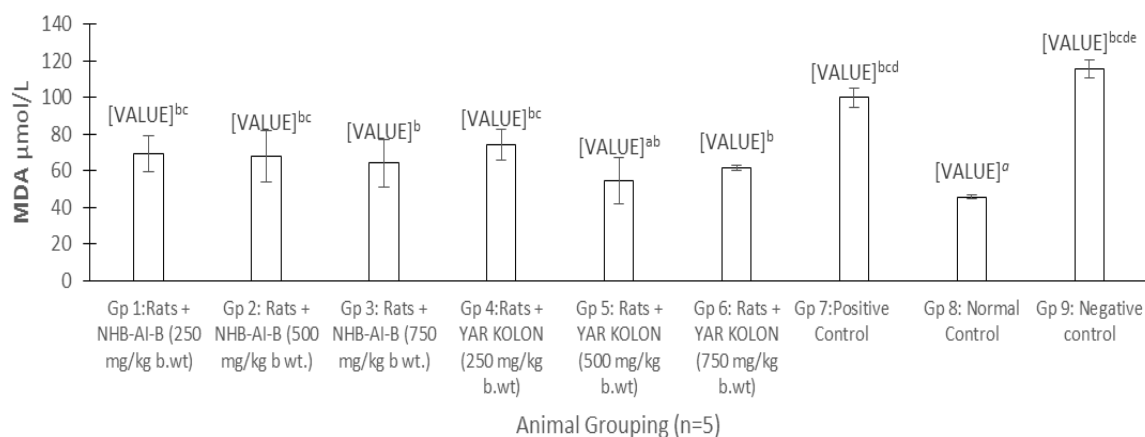 MDA µmol/L
140
120
100
80
60
40
20
0
[VALUE]bc
[VALUE]bc
[VALUE]b
[VALUE]bc
[VALUE]ab
[VALUE]b
[VALUE]bcd
[VALUE]a
[VALUE]bcde
Gp 1:Rats +
NHB-AI-B (250
mg/kg b.wt)
Gp 2: Rats +
NHB-AI-B (500
mg/kg b wt.)
Gp 3: Rats +
NHB-AI-B (750
mg/kg b wt.)
Gp 4:Rats +
YAR KOLON
(250 mg/kg
b.wt)
Gp 5: Rats +
YAR KOLON
(500 mg/kg
b.wt)
Gp 6: Rats +
YAR KOLON
(750 mg/kg
b.wt)
Gp 7:Positive
Control
Gp 8: Normal
Control
Gp 9: Negative
control
Animal Grouping (n=5)